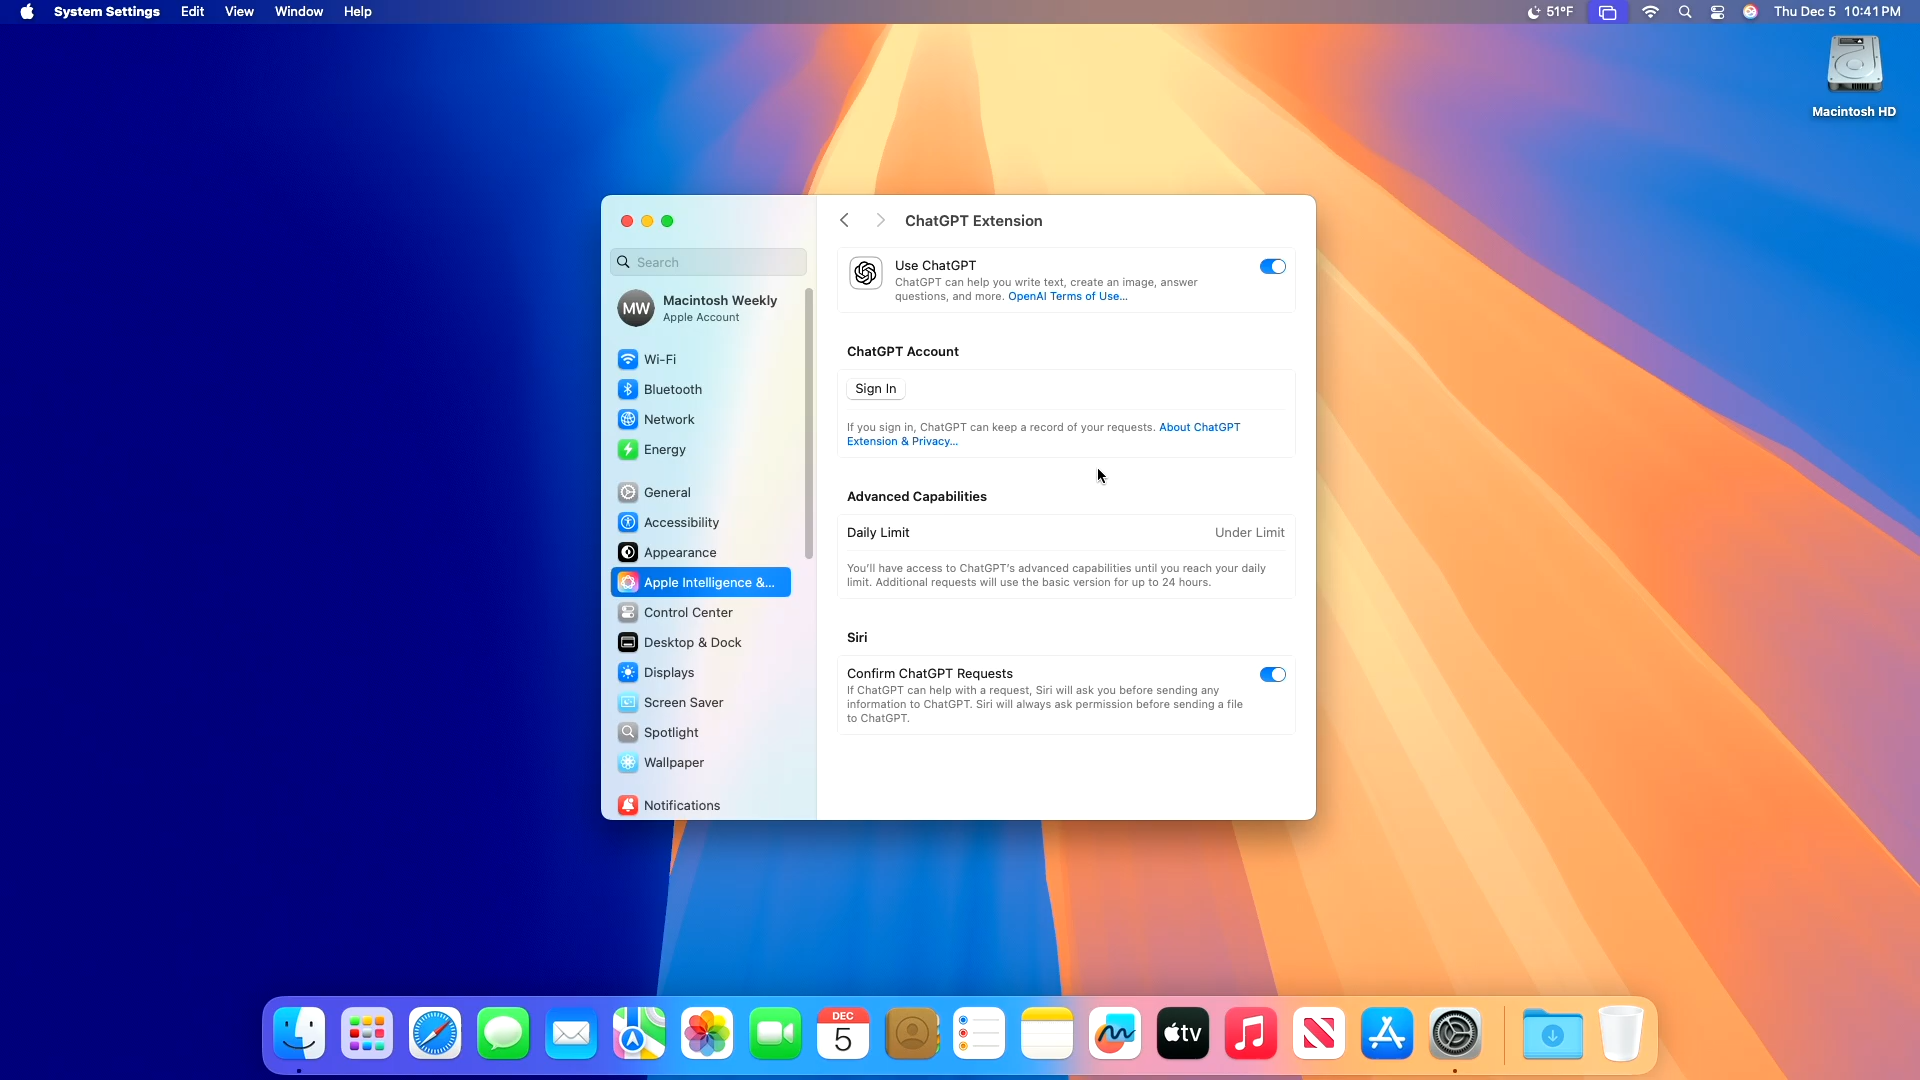 System Settings Edit View Window Help
51°F Thu Dec 5 10:41 PM
Macintosh HD
Search
MW
Macintosh Weekly
Apple Account
Wi-Fi
Bluetooth
Network
Energy
General
Accessibility
Appearance
Apple Intelligence &...
Control Center
Desktop & Dock
Displays
Screen Saver
Spotlight
Wallpaper
Notifications
ChatGPT Extension
Use ChatGPT
ChatGPT can help you write text, create an image, answer
questions, and more. OpenAI Terms of Use...
ChatGPT Account
Sign In
If you sign in, ChatGPT can keep a record of your requests. About ChatGPT
Extension & Privacy...
Advanced Capabilities
Daily Limit Under Limit
You'll have access to ChatGPT's advanced capabilities until you reach your daily
limit. Additional requests will use the basic version for up to 24 hours.
Siri
Confirm ChatGPT Requests
If ChatGPT can help with a request, Siri will ask you before sending any
information to ChatGPT. Siri will always ask permission before sending a file
to ChatGPT.
DEC
5
tv